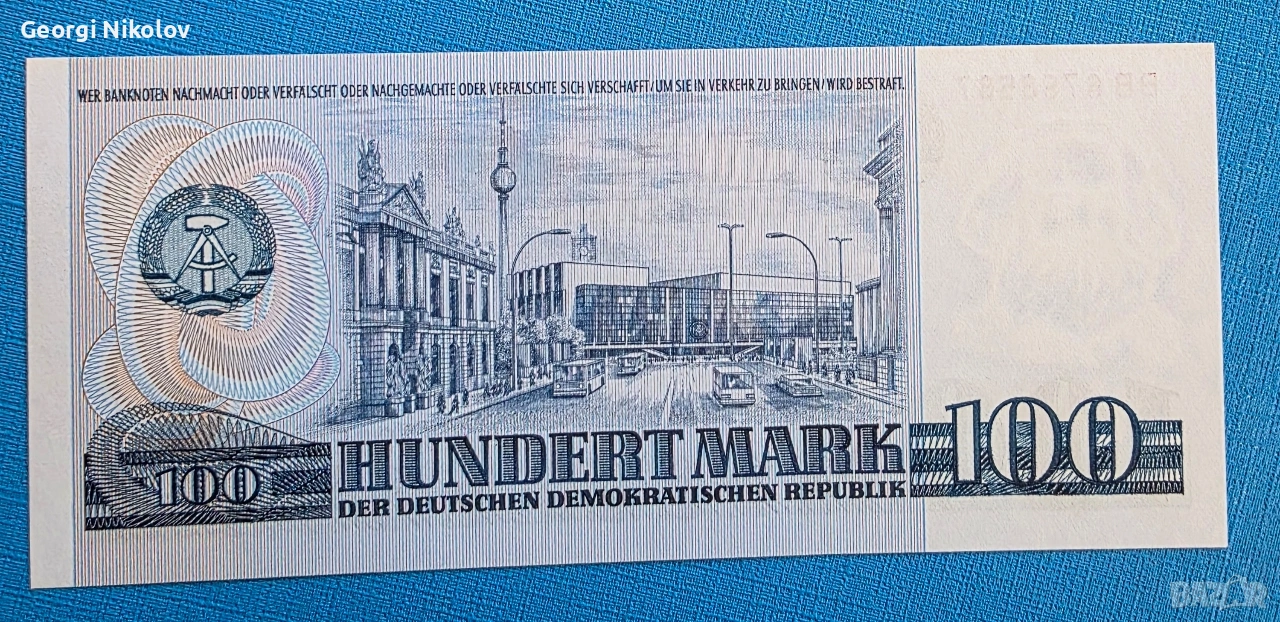 Georgi Nikolov
WER BANKNOTEN NACHMACHT ODER VERFÄLSCHT ODER NACHGEMACHTE ODER VERFÄLSCHTE SICH VERSCHAFFT/UM SIE IN VERKEHR ZU BRINGEN/WIRD BESTRAFT.
100
HUNDERT MARK
DER DEUTSCHEN DEMOKRATISCHEN REPUBLIK
100
BAZAR